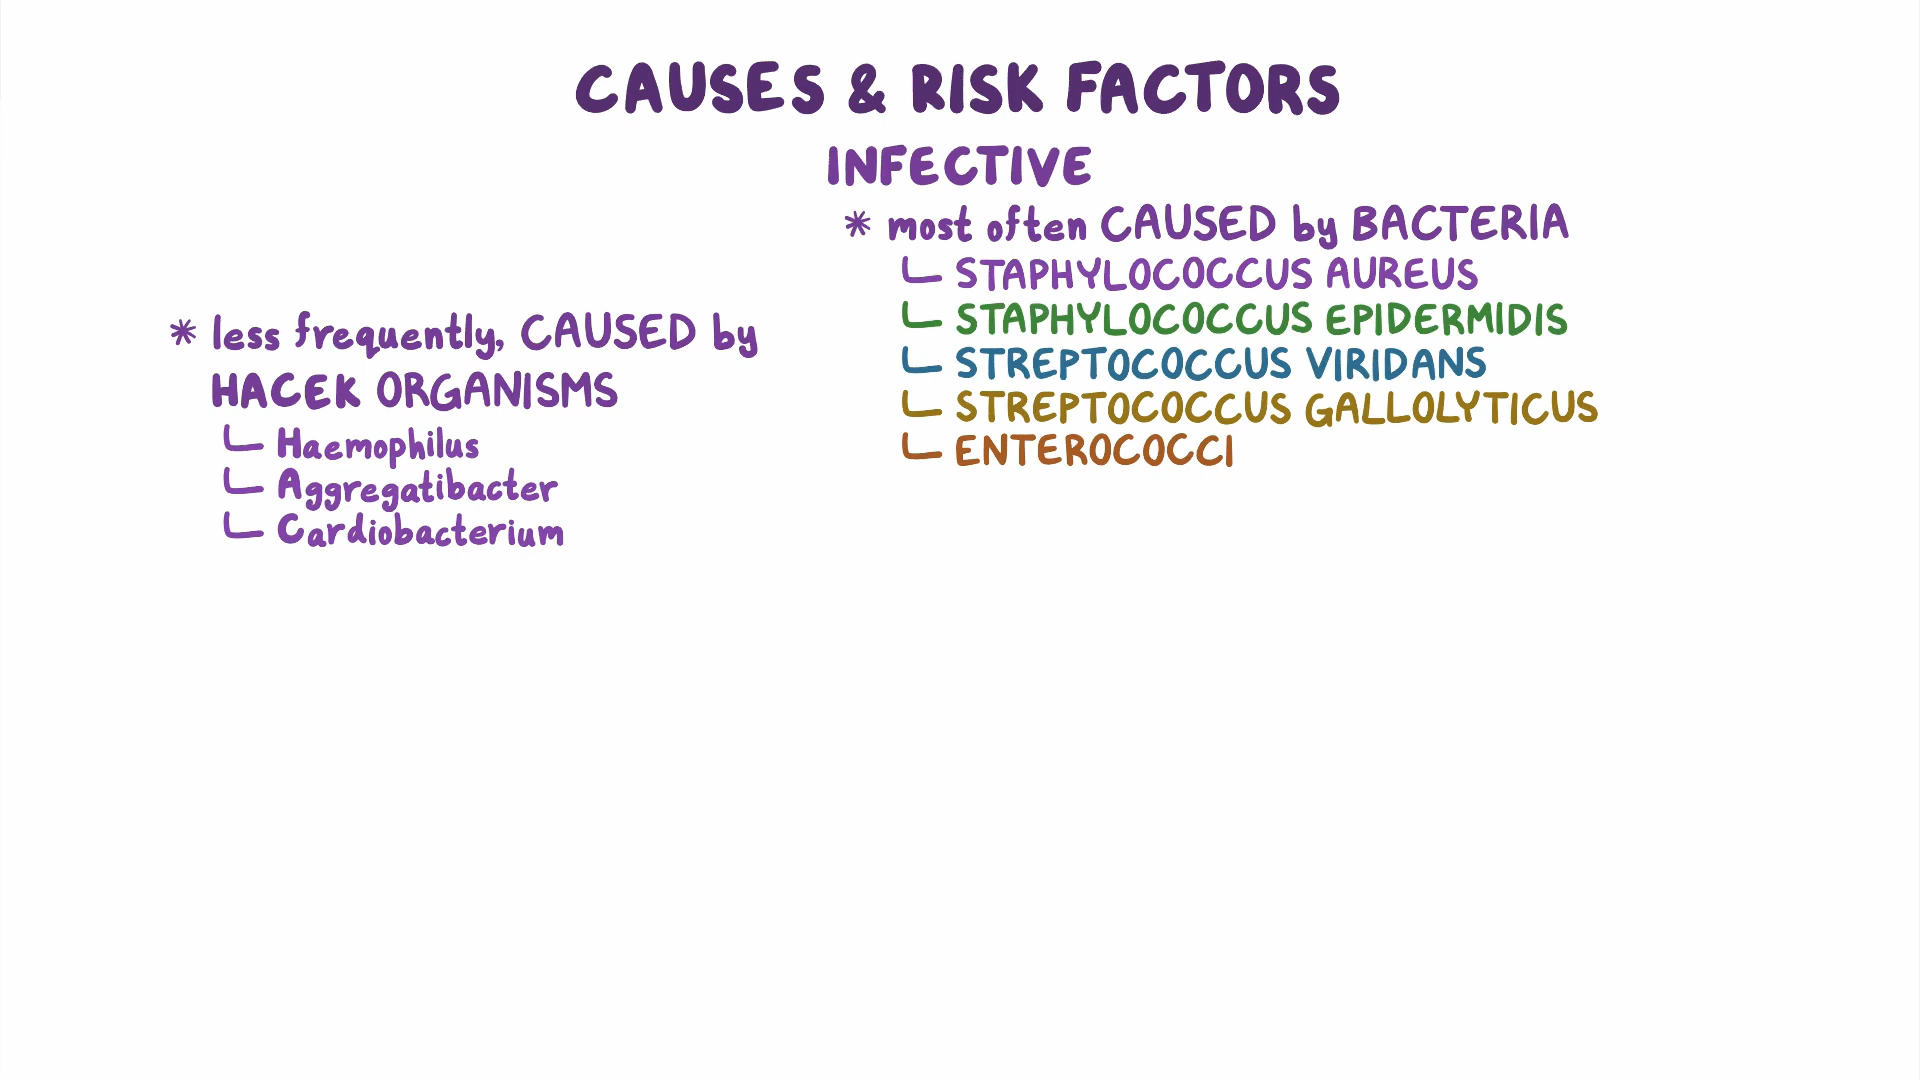 CAUSES & RISK FACTORS
INFECTIVE
* most often CAUSED by BACTERIA
STAPHYLOCOCCUS AUREUS
STAPHYLOCOCCUS EPIDERMIDIS
STREPTOCOCCUS VIRIDANS
STREPTOCOCCUS GALLOLYTICUS
ENTEROCOCCI
* less frequently, CAUSED by
HACEK ORGANISMS
Haemophilus
Aggregatibacter
Cardiobacterium